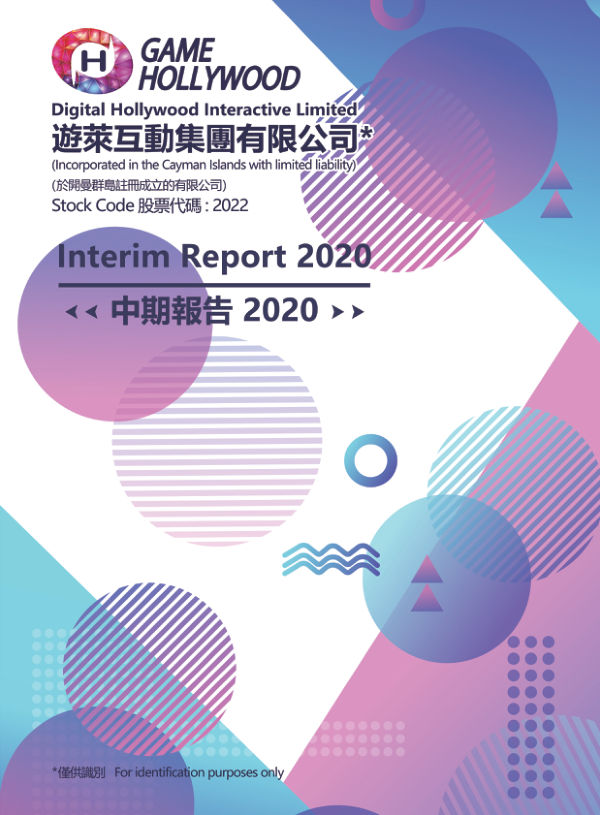 H
GAME
HOLLYWOOD
Digital Hollywood Interactive Limited
遊萊互動集團有限公司*
(Incorporated in the Cayman Islands with limited liability)
(於開曼群島註冊成立的有限公司)
Stock Code 股票代碼 : 2022
Interim Report 2020
中期報告 2020
*僅供識別 For identification purposes only